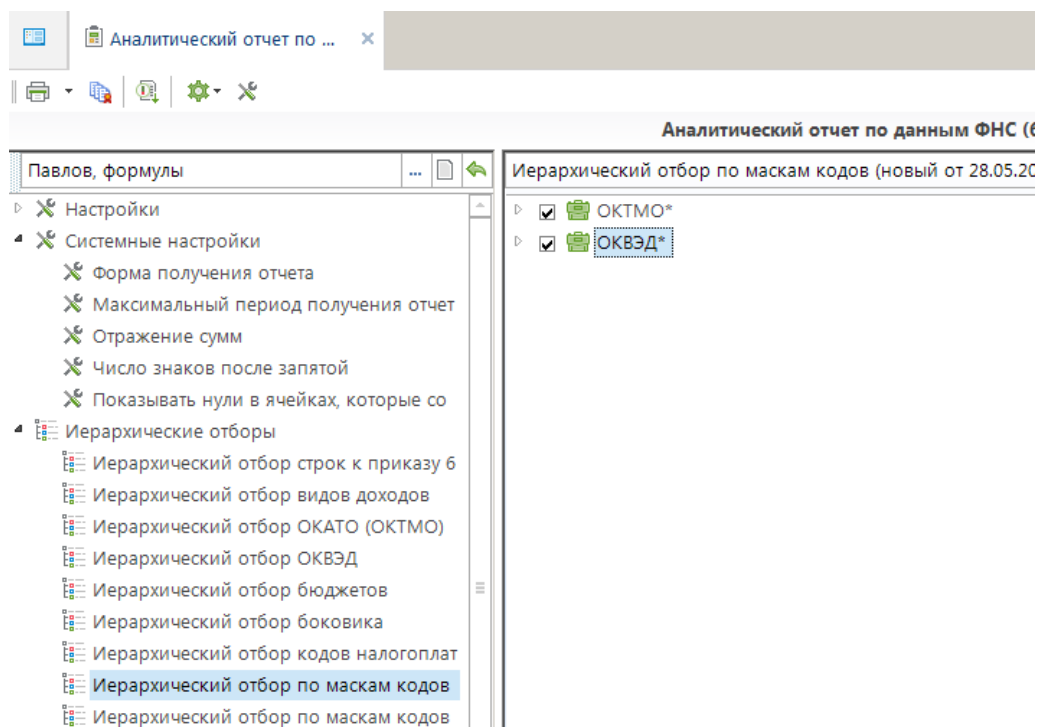 Аналитический отчет по ...
Аналитический отчет по данным ФНС (6
Павлов, формулы
Иерархический отбор по маскам кодов (новый от 28.05.20
Настройки
ОКТМО*
Системные настройки
ОКВЭД*
Форма получения отчета
Максимальный период получения отчет
Отражение сумм
Число знаков после запятой
Показывать нули в ячейках, которые со
Иерархические отборы
Иерархический отбор строк к приказу 6
Иерархический отбор видов доходов
Иерархический отбор ОКАТО (ОКТМО)
Иерархический отбор ОКВЭД
Иерархический отбор бюджетов
Иерархический отбор боковика
Иерархический отбор кодов налогоплат
Иерархический отбор по маскам кодов
Иерархический отбор по маскам кодов